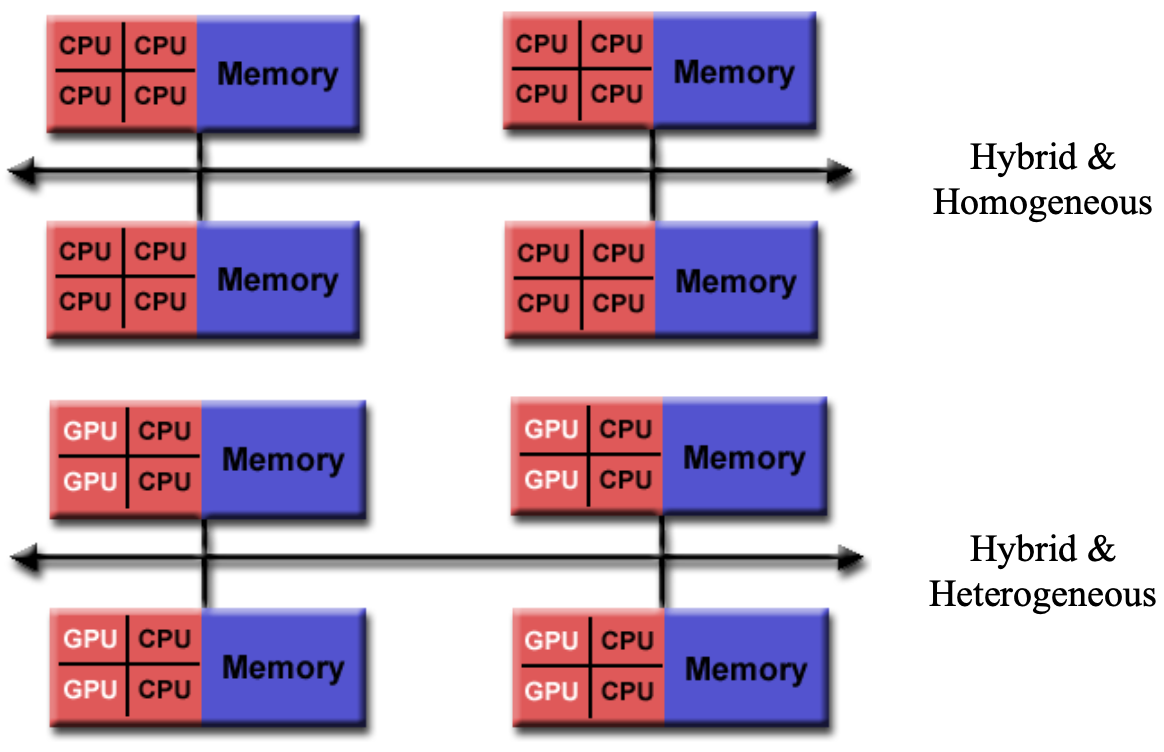 CPU CPU Memory CPU CPU Memory
CPU CPU CPU CPU
Hybrid &
Homogeneous
CPU CPU Memory CPU CPU Memory
CPU CPU CPU CPU
GPU CPU Memory GPU CPU Memory
GPU CPU GPU CPU
Hybrid &
Heterogeneous
GPU CPU Memory GPU CPU Memory
GPU CPU GPU CPU